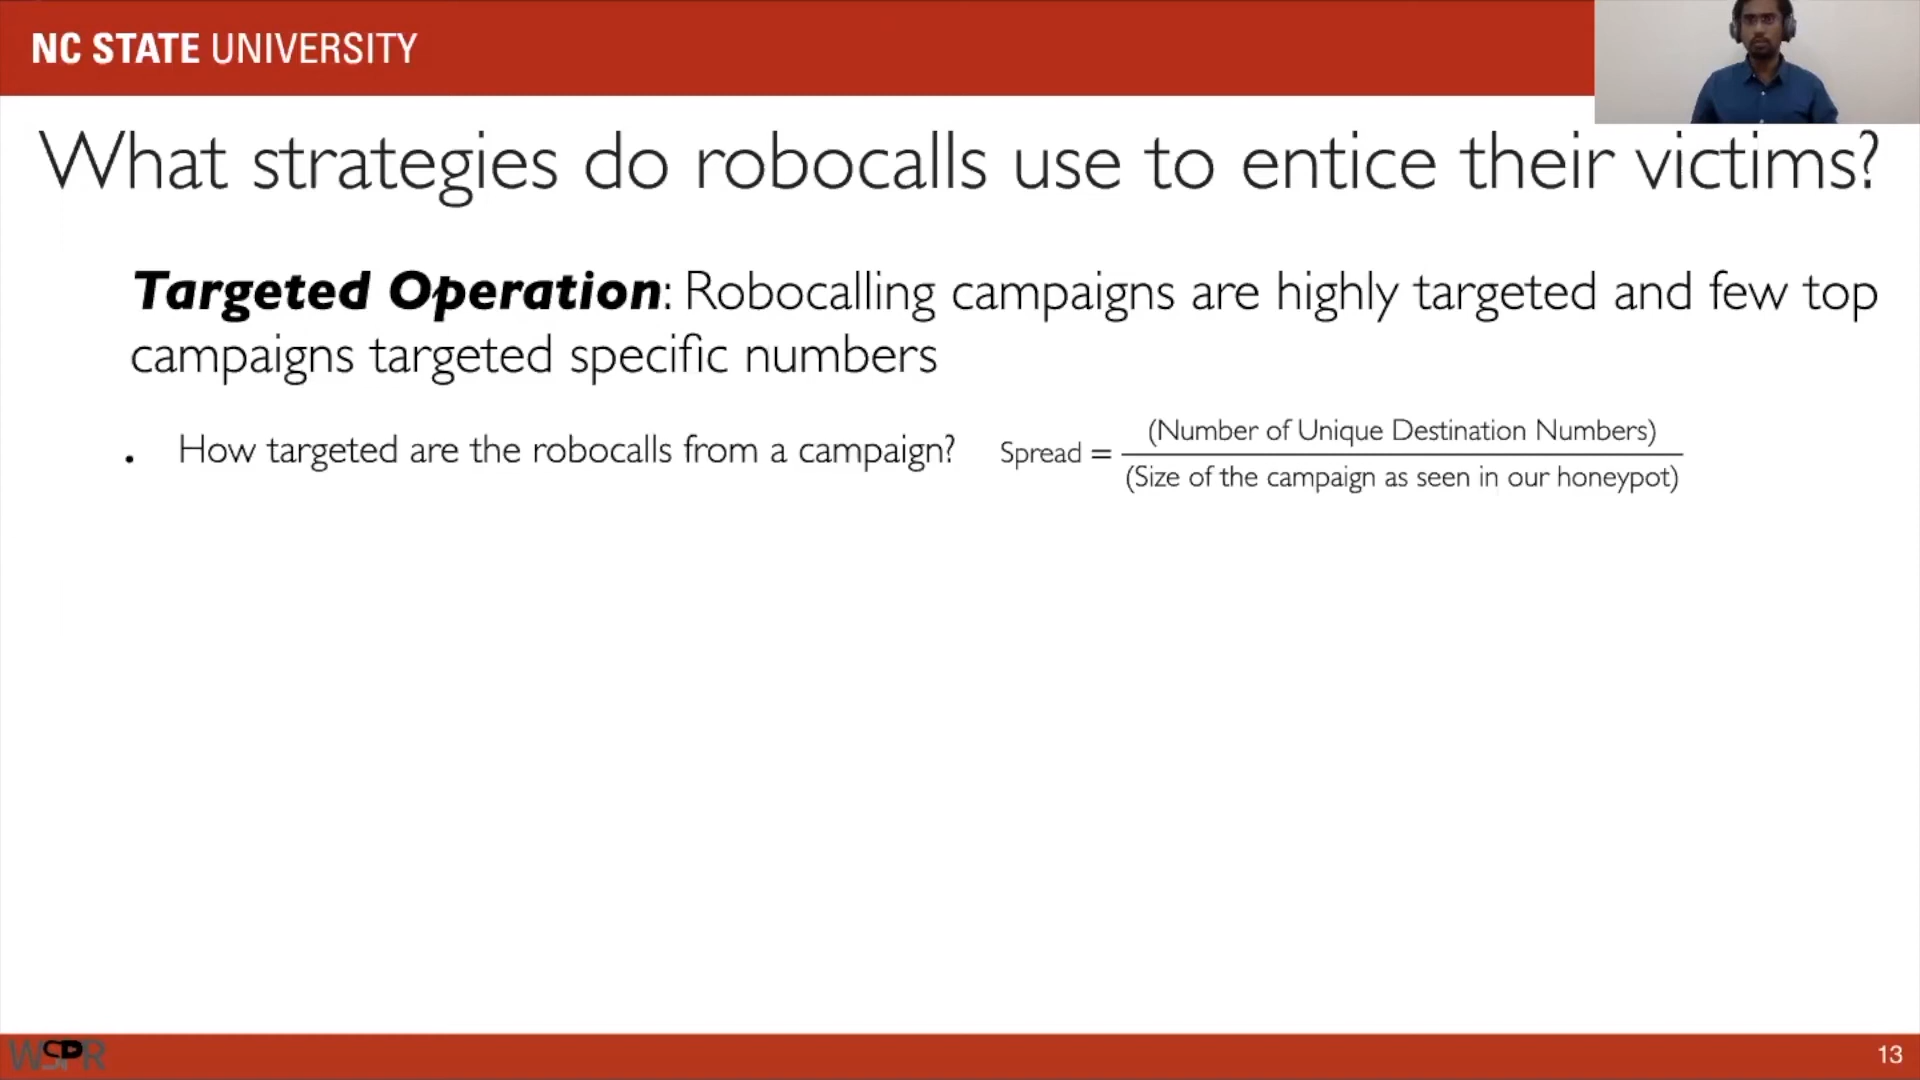 NC STATE UNIVERSITY
What strategies do robocalls use to entice their victims?
Targeted Operation: Robocalling campaigns are highly targeted and few top
campaigns targeted specific numbers
. How targeted are the robocalls from a campaign?
Spread = (Number of Unique Destination Numbers)
(Size of the campaign as seen in our honeypot)
WSPR
13